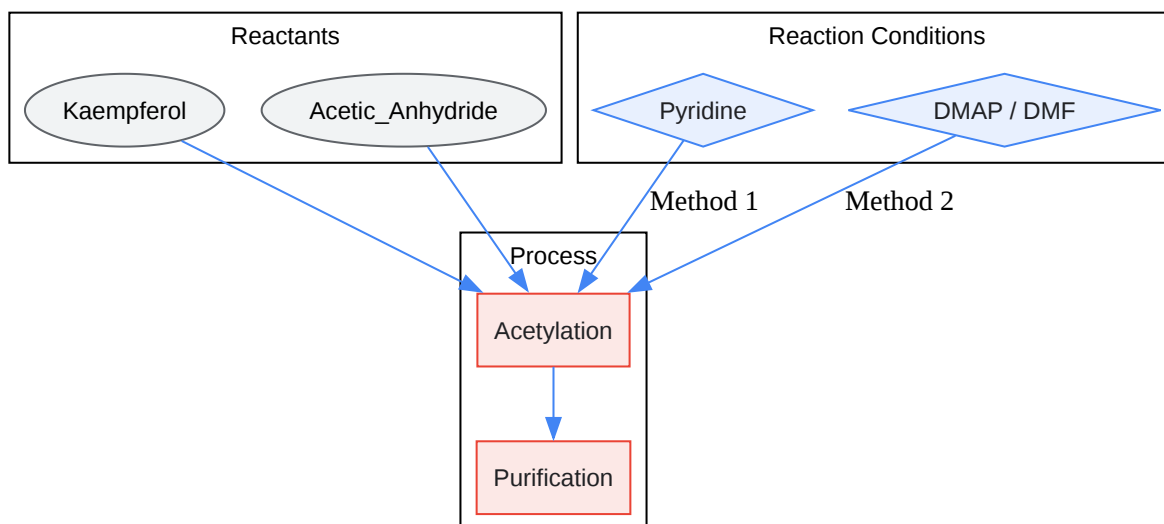 Reactants
Reaction Conditions
Kaempferol
Acetic_Anhydride
Pyridine
DMAP / DMF
Method 1
Method 2
Process
Acetylation
Purification